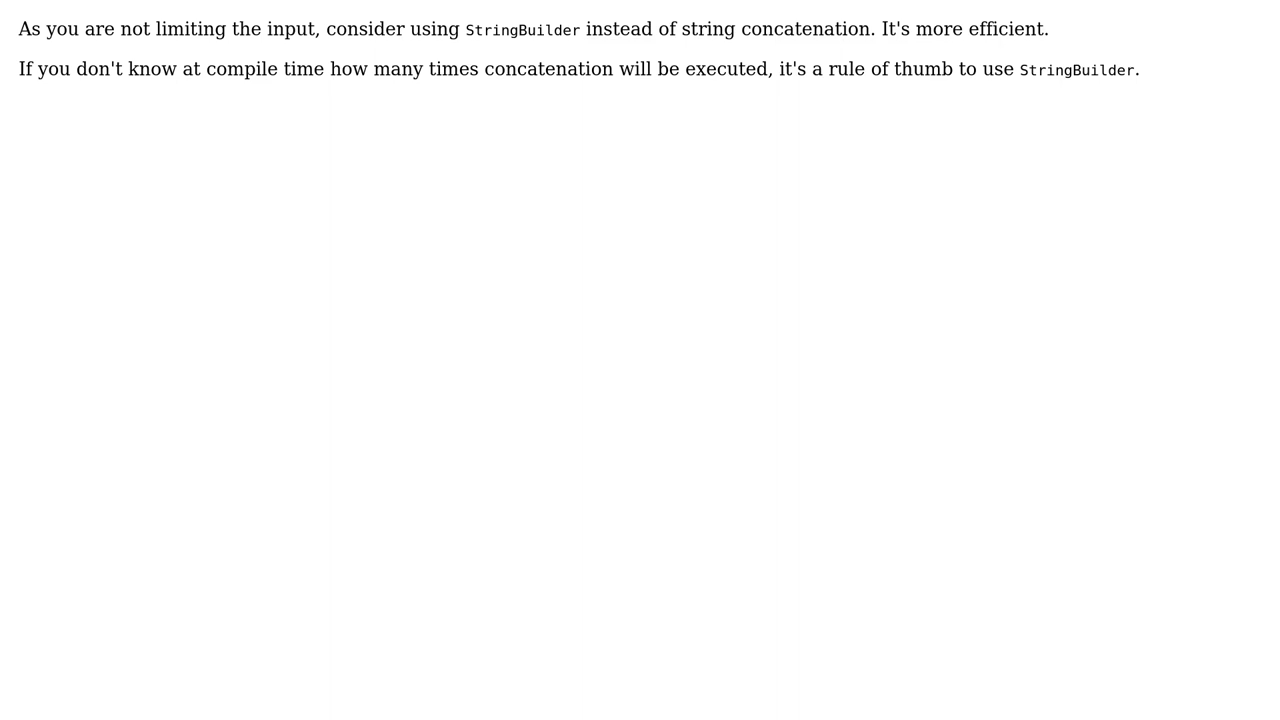 As you are not limiting the input, consider using StringBuilder instead of string concatenation. It's more efficient.
If you don't know at compile time how many times concatenation will be executed, it's a rule of thumb to use StringBuilder.